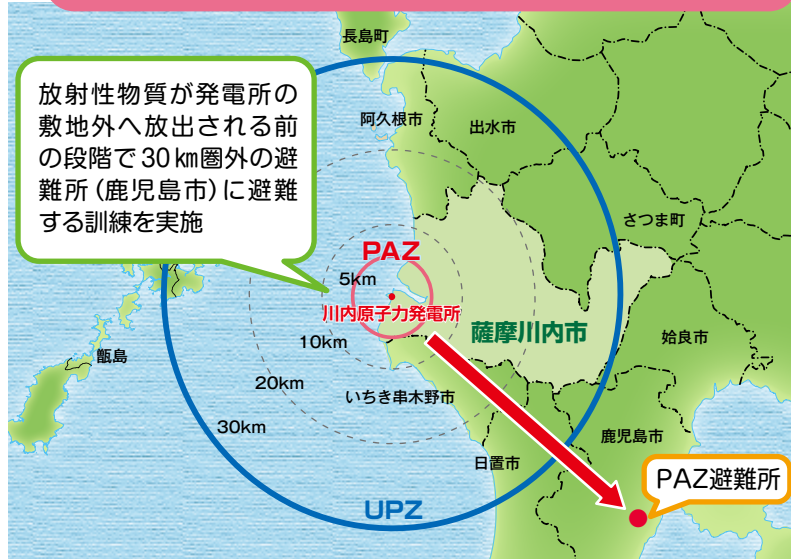 長島町
放射性物質が発電所の
敷地外へ放出される前
の段階で30㎞圏外の避
難所(鹿児島市)に避難
する訓練を実施
阿久根市
出水市
さつま町
PAZ
5km
川内原子力発電所
薩摩川内市
10km
姶良市
甑島
20km
いちき串木野市
30km
鹿児島市
日置市
PAZ避難所
UPZ